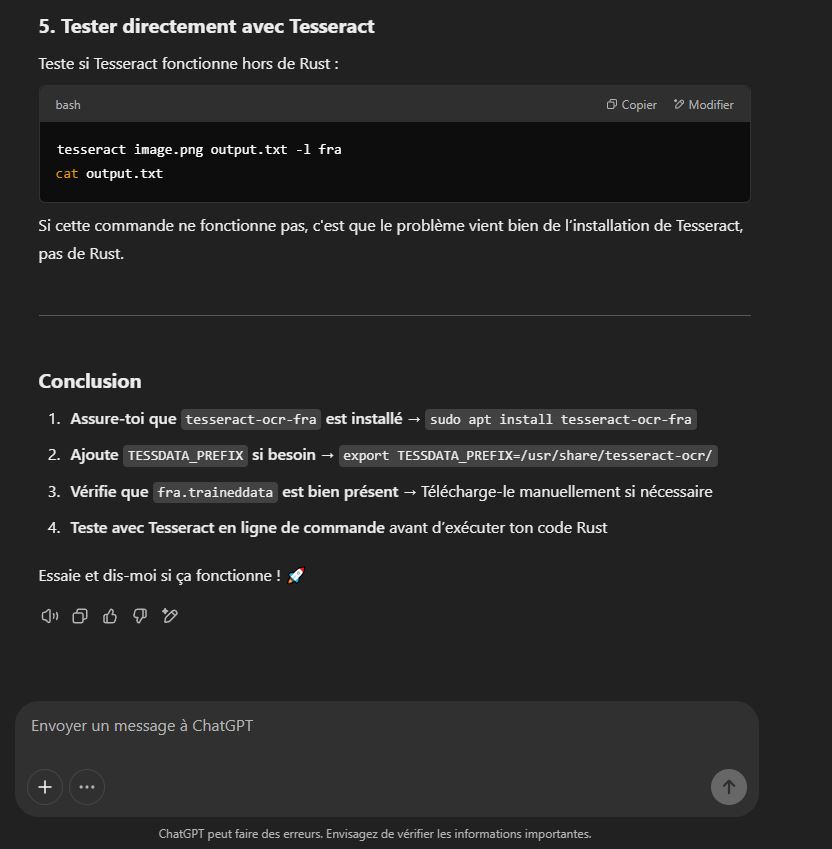 5. Tester directement avec Tesseract
Teste si Tesseract fonctionne hors de Rust :
bash
Copier
Modifier
tesseract image.png output.txt -l fra
cat output.txt
Si cette commande ne fonctionne pas, c'est que le problème vient bien de l’installation de Tesseract,
pas de Rust.
Conclusion
1. Assure-toi que tesseract-ocr-fra est installé → sudo apt install tesseract-ocr-fra
2. Ajoute TESSDATA_PREFIX si besoin → export TESSDATA_PREFIX=/usr/share/tesseract-ocr/
3. Vérifie que fra.traineddata est bien présent → Télécharge-le manuellement si nécessaire
4. Teste avec Tesseract en ligne de commande avant d’exécuter ton code Rust
Essaie et dis-moi si ça fonctionne ! 🚀
Envoyer un message à ChatGPT
ChatGPT peut faire des erreurs. Envisagez de vérifier les informations importantes.